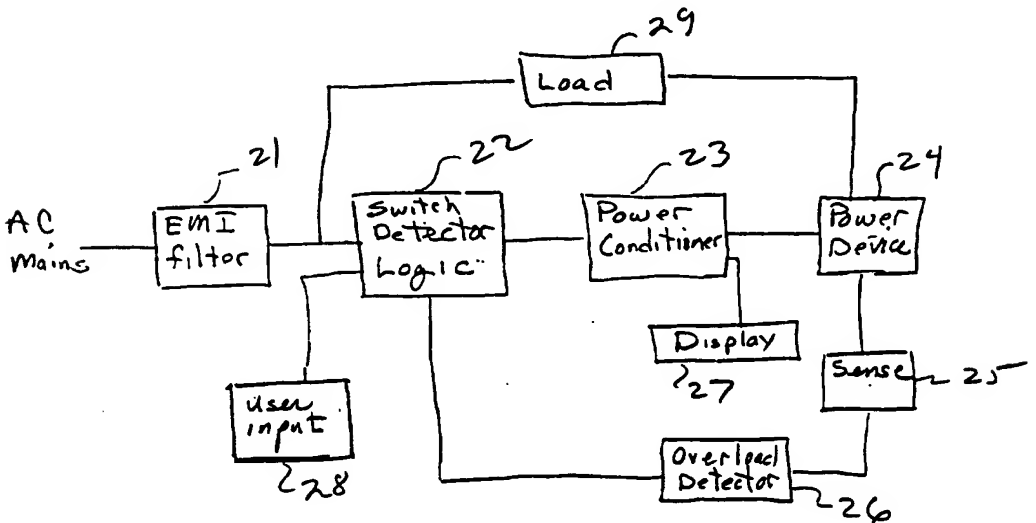 29
Load
21
22
23
24
AC
Mains
EMI
filter
Switch
Detector
Logic
Power
Conditioner
Power
Device
Display
27
Sense
25
User
input
28
Overload
Detector
26